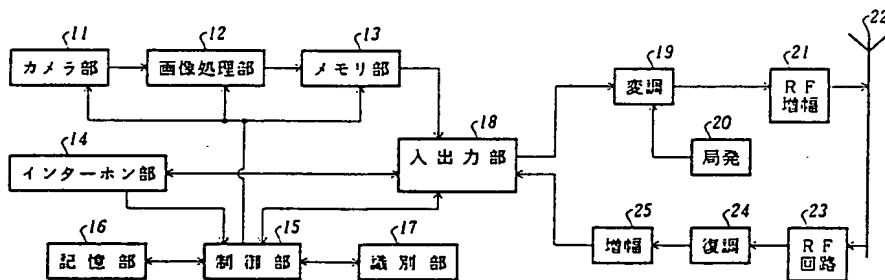 11
カメラ部
12
画像処理部
13
メモリ部
14
インターホン部
16
記憶部
15
制御部
17
識別部
18
入出力部
19
変調
20
局発
21
RF
増幅
22
25
増幅
24
復調
23
RF
回路